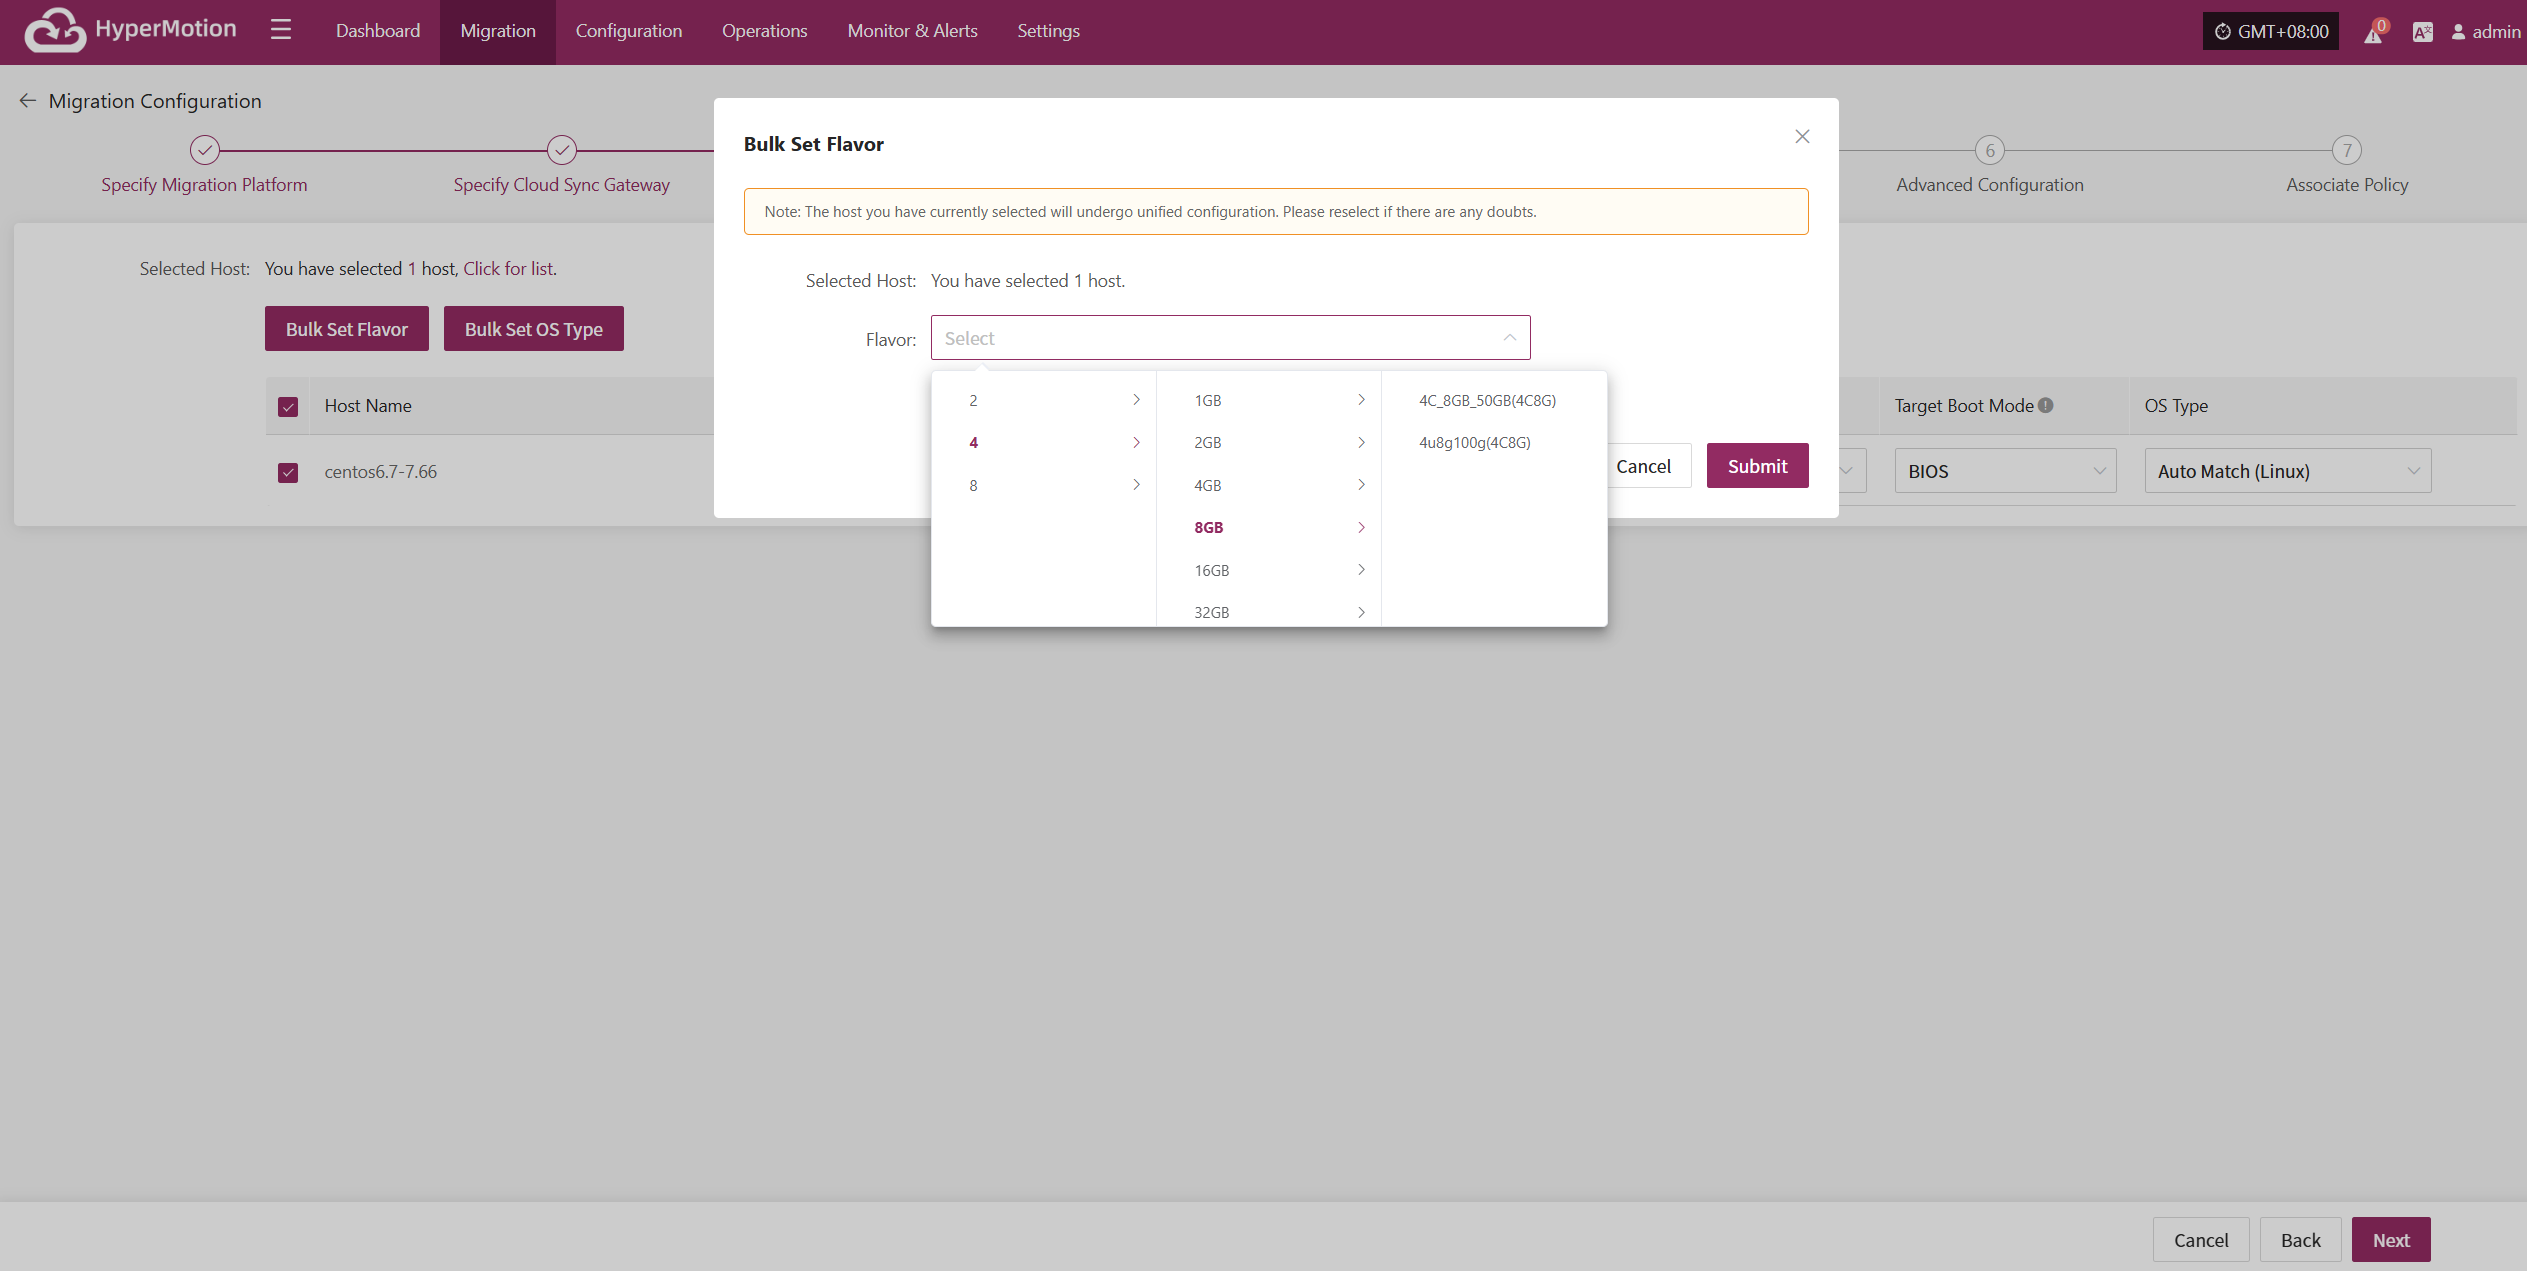 HyperMotion
Dashboard
Migration
Configuration
Operations
Monitor & Alerts
Settings
GMT+08:00
0
admin
Migration Configuration
Specify Migration Platform
Specify Cloud Sync Gateway
6
Advanced Configuration
7
Associate Policy
Selected Host: You have selected 1 host, Click for list.
Bulk Set Flavor
Bulk Set OS Type
Host Name
Target Boot Mode
OS Type
centos6.7-7.66
BIOS
Auto Match (Linux)
Bulk Set Flavor
Note: The host you have currently selected will undergo unified configuration. Please reselect if there are any doubts.
Selected Host: You have selected 1 host.
Flavor: Select
2
4
8
1GB
2GB
4GB
8GB
16GB
32GB
4C_8GB_50GB(4C8G)
4u8g100g(4C8G)
Cancel
Submit
Cancel
Back
Next